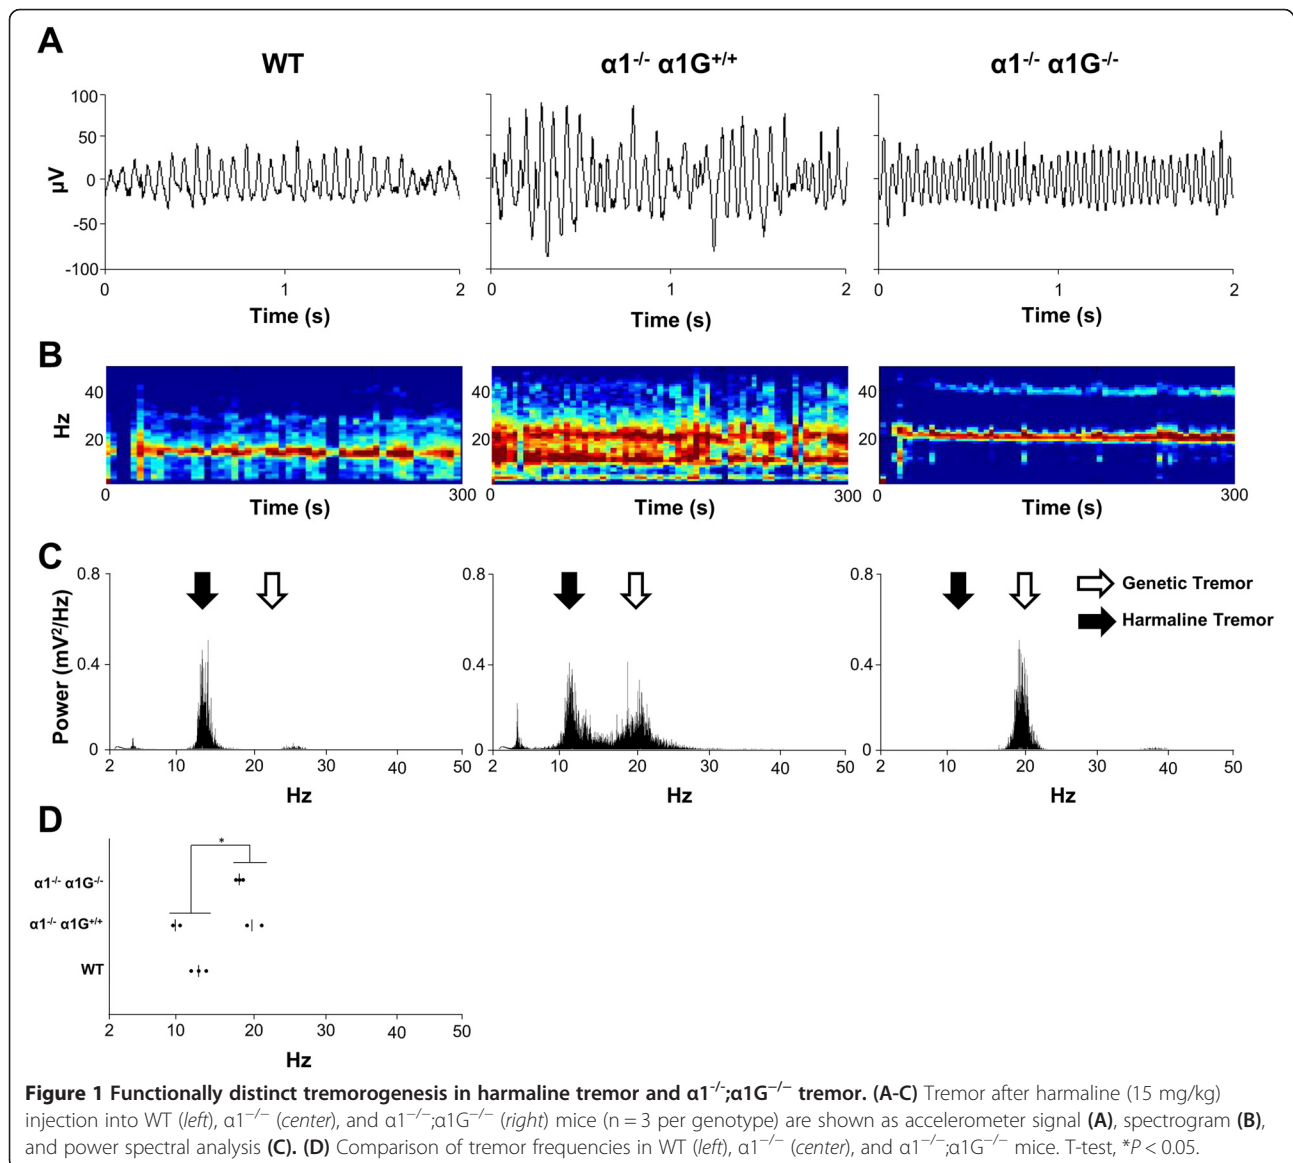 A
WT
α1⁻/⁻ α1G⁺/⁺
α1⁻/⁻ α1G⁻/⁻
μV
100
50
0
-50
-100
0 1 2
0 1 2
0 1 2
Time (s)
Time (s)
Time (s)
B
Hz
40
20
40
20
40
20
0 300
0 300
0 300
Time (s)
Time (s)
Time (s)
C
Power (mV²/Hz)
0.8
0.4
0
0.8
0.4
0
0.8
0.4
0
Genetic Tremor
Harmaline Tremor
2 10 20 30 40 50
2 10 20 30 40 50
2 10 20 30 40 50
Hz
Hz
Hz
D
*
α1⁻/⁻ α1G⁻/⁻
α1⁻/⁻ α1G⁺/⁺
WT
2 10 20 30 40 50
Hz
Figure 1 Functionally distinct tremorogenesis in harmaline tremor and α1⁻/⁻;α1G⁻/⁻ tremor. (A-C) Tremor after harmaline (15 mg/kg)
injection into WT (left), α1⁻/⁻ (center), and α1⁻/⁻;α1G⁻/⁻ (right) mice (n = 3 per genotype) are shown as accelerometer signal (A), spectrogram (B),
and power spectral analysis (C). (D) Comparison of tremor frequencies in WT (left), α1⁻/⁻ (center), and α1⁻/⁻;α1G⁻/⁻ mice. T-test, *P < 0.05.